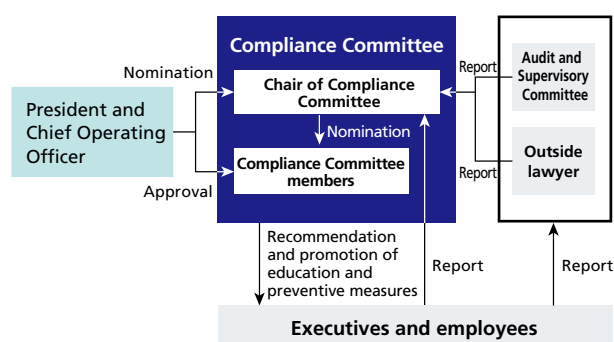 Compliance Committee
Nomination
Chair of Compliance
Committee
Report
Audit and
Supervisory
Committee
President and
Chief Operating
Officer
Nomination
Compliance Committee
members
Approval
Report
Outside
lawyer
Recommendation
and promotion of
education and
preventive measures
Report
Report
Executives and employees